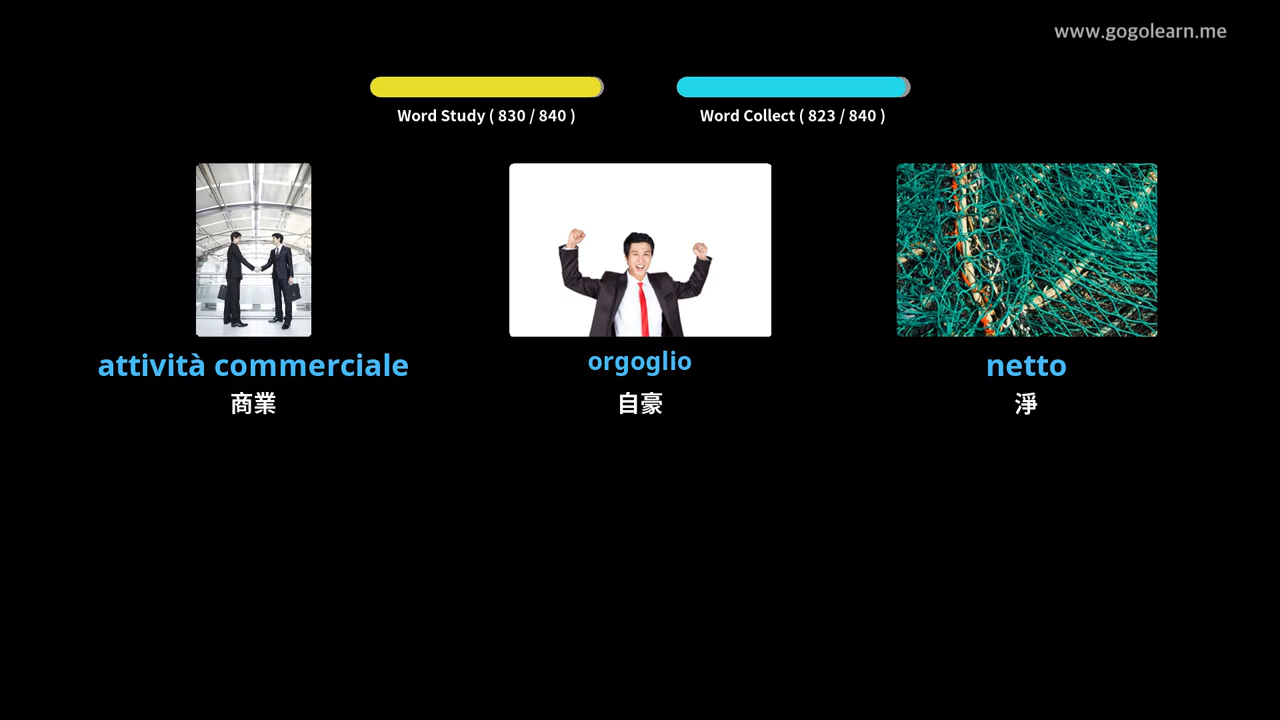 www.gogolearn.me
Word Study ( 830 / 840 )
Word Collect ( 823 / 840 )
attività commerciale
商業
orgoglio
自豪
netto
淨